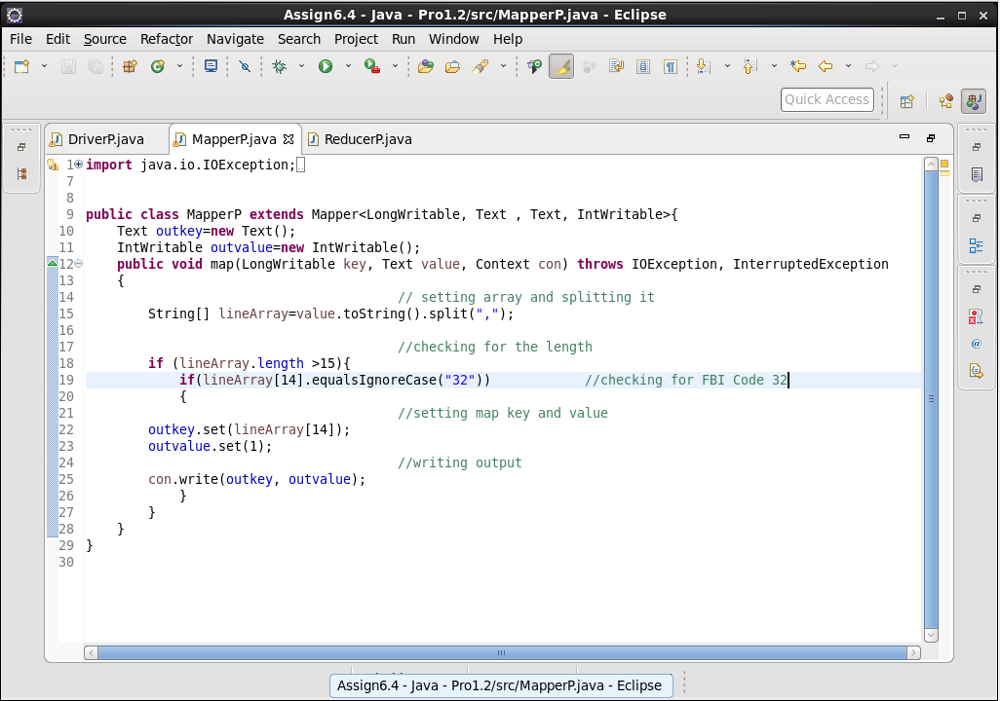 Assign6.4 - Java - Pro1.2/src/MapperP.java - Eclipse
File Edit Source Refactor Navigate Search Project Run Window Help
Quick Access
DriverP.java MapperP.java ReducerP.java
1 import java.io.IOException;
7
8
9 public class MapperP extends Mapper<LongWritable, Text , Text, IntWritable>{
10 Text outkey=new Text();
11 IntWritable outvalue=new IntWritable();
12 public void map(LongWritable key, Text value, Context con) throws IOException, InterruptedException
13 {
14 // setting array and splitting it
15 String[] lineArray=value.toString().split(",");
16
17 //checking for the length
18 if (lineArray.length >15){
19 if(lineArray[14].equalsIgnoreCase("32")) //checking for FBI Code 32
20 {
21 //setting map key and value
22 outkey.set(lineArray[14]);
23 outvalue.set(1);
24 //writing output
25 con.write(outkey, outvalue);
26 }
27 }
28 }
29 }
30
Assign6.4 - Java - Pro1.2/src/MapperP.java - Eclipse